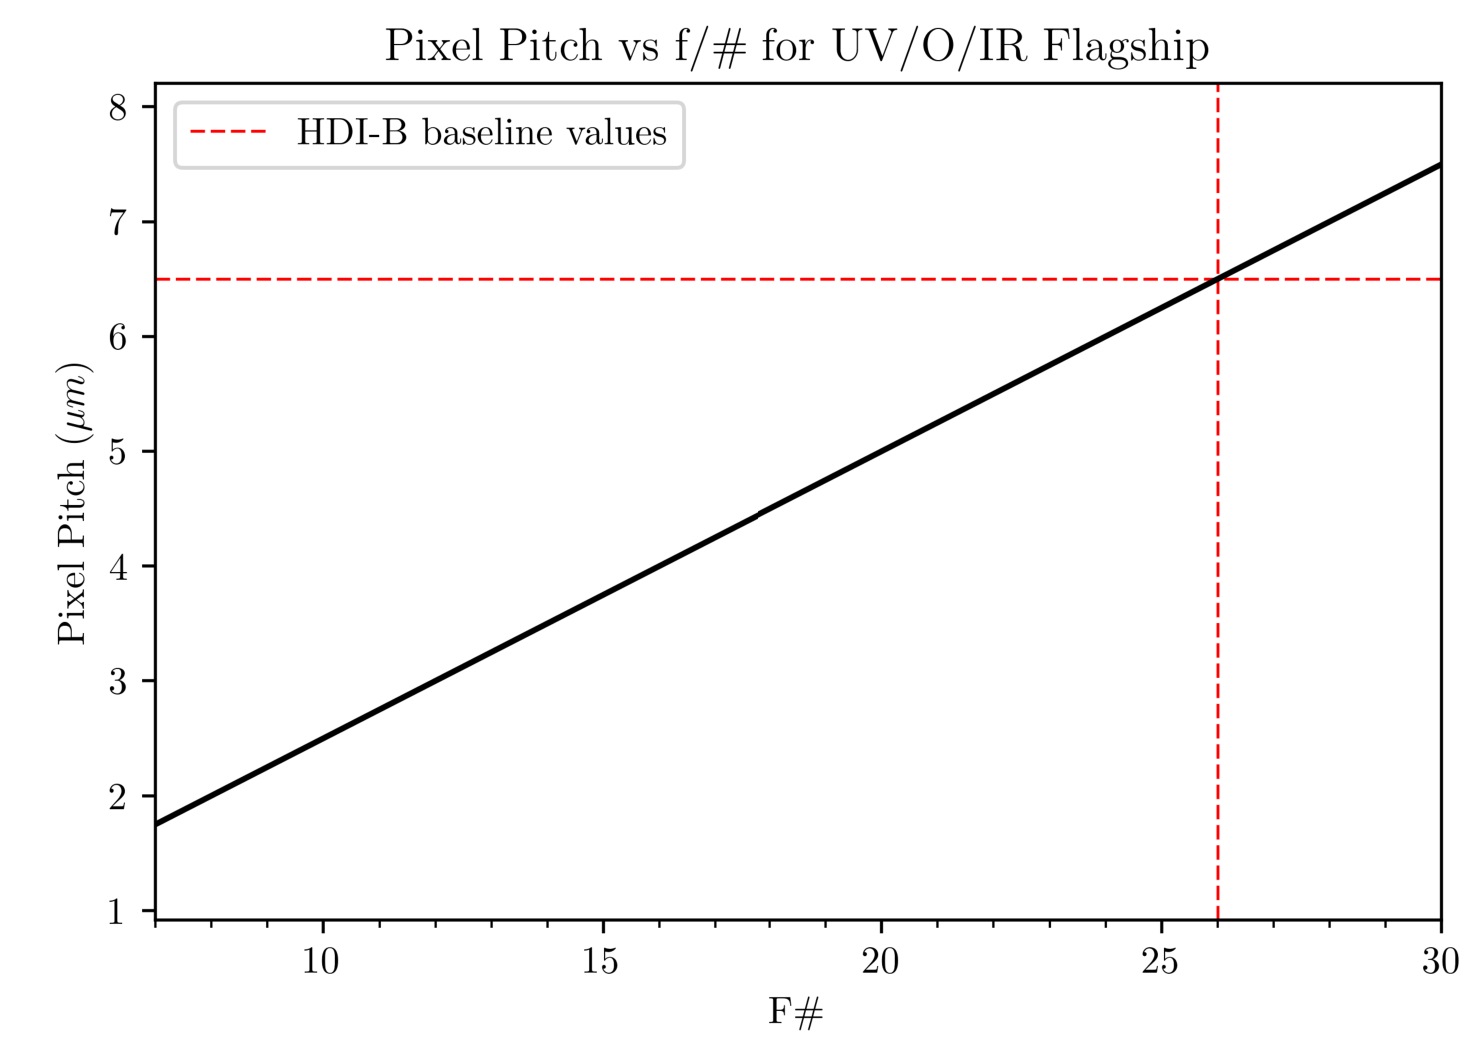 Pixel Pitch vs f/# for UV/O/IR Flagship
HDI-B baseline values
8
7
6
5
4
3
2
1
Pixel Pitch (μm)
10 15 20 25 30
F#